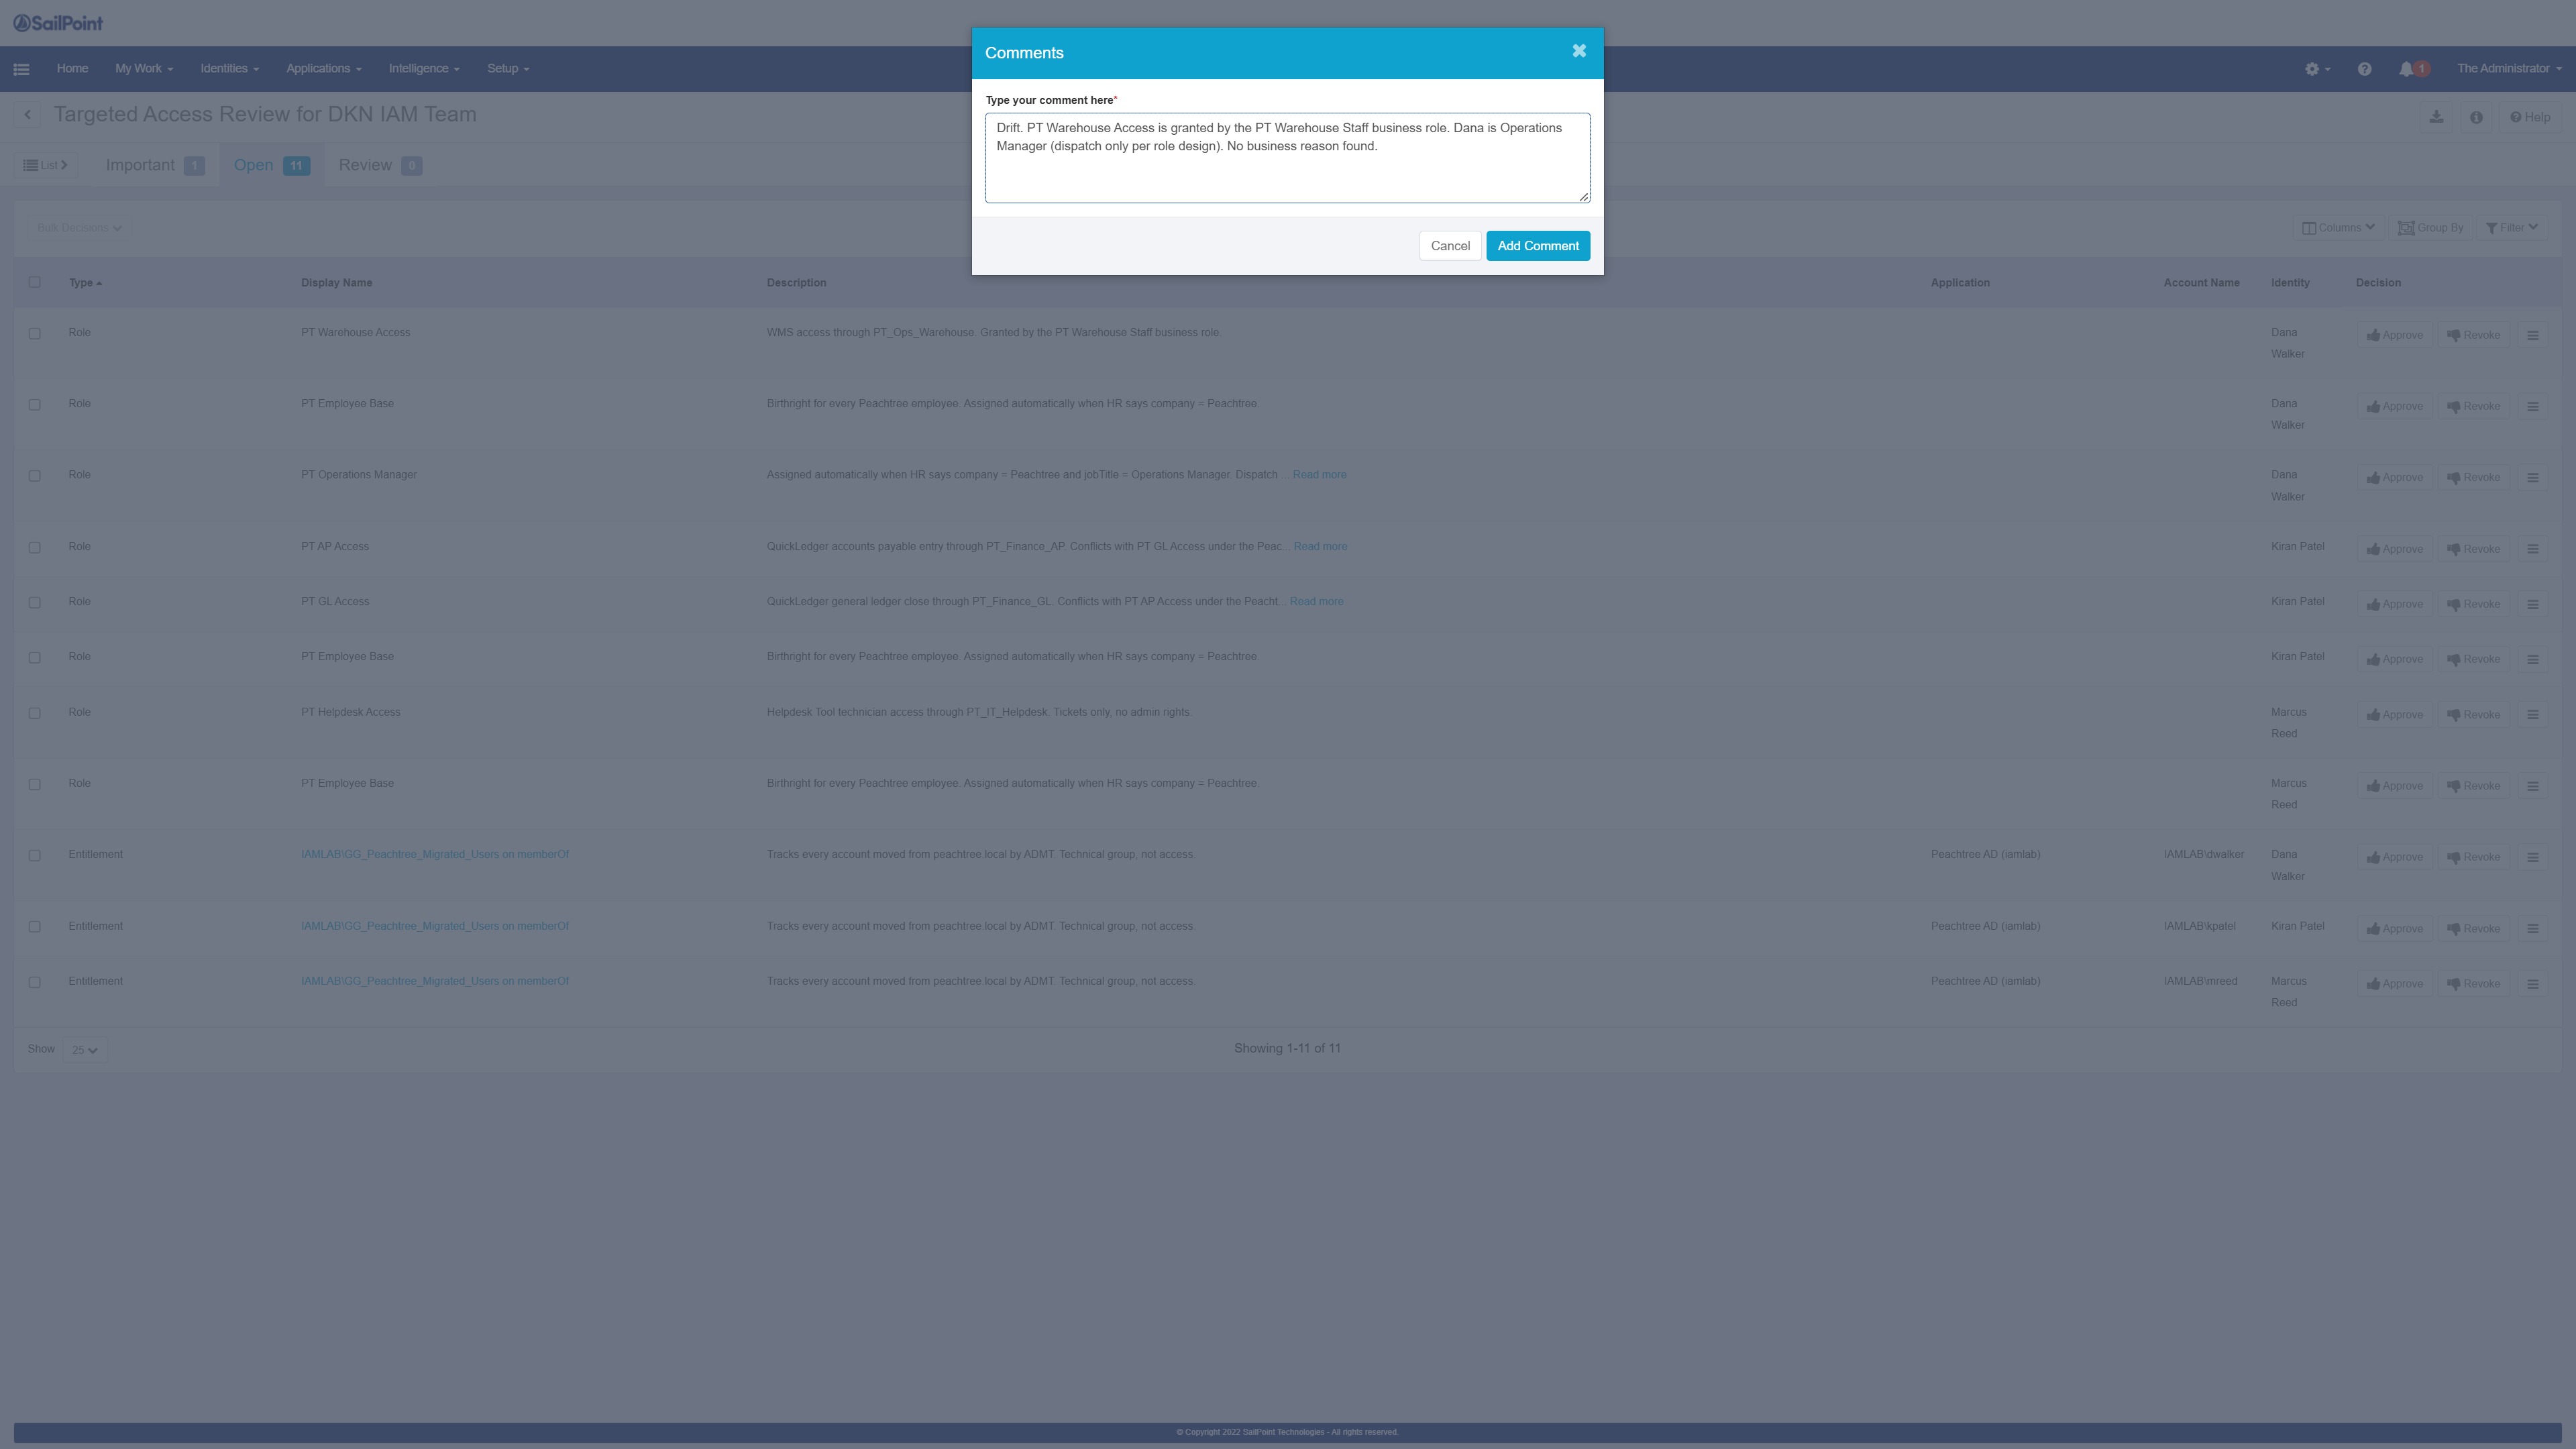 SailPoint
Home My Work Identities Applications Intelligence Setup 1 The Administrator
Targeted Access Review for DKN IAM Team Help
List Important 1 Open 11 Review 0
Comments
Type your comment here*
Drift. PT Warehouse Access is granted by the PT Warehouse Staff business role. Dana is Operations
Manager (dispatch only per role design). No business reason found.
Cancel Add Comment
Bulk Decisions Columns Group By Filter
Type Display Name Description Application Account Name Identity Decision
Role PT Warehouse Access WMS access through PT_Ops_Warehouse. Granted by the PT Warehouse Staff business role. Dana Walker Approve Revoke
Role PT Employee Base Birthright for every Peachtree employee. Assigned automatically when HR says company = Peachtree. Dana Walker Approve Revoke
Role PT Operations Manager Assigned automatically when HR says company = Peachtree and jobTitle = Operations Manager. Dispatch ... Read more Dana Walker Approve Revoke
Role PT AP Access QuickLedger accounts payable entry through PT_Finance_AP. Conflicts with PT GL Access under the Peac... Read more Kiran Patel Approve Revoke
Role PT GL Access QuickLedger general ledger close through PT_Finance_GL. Conflicts with PT AP Access under the Peacht... Read more Kiran Patel Approve Revoke
Role PT Employee Base Birthright for every Peachtree employee. Assigned automatically when HR says company = Peachtree. Kiran Patel Approve Revoke
Role PT Helpdesk Access Helpdesk Tool technician access through PT_IT_Helpdesk. Tickets only, no admin rights. Marcus Reed Approve Revoke
Role PT Employee Base Birthright for every Peachtree employee. Assigned automatically when HR says company = Peachtree. Marcus Reed Approve Revoke
Entitlement IAMLAB\GG_Peachtree_Migrated_Users on memberOf Tracks every account moved from peachtree.local by ADMT. Technical group, not access. Peachtree AD (iamlab) IAMLAB\dwalker Dana Walker Approve Revoke
Entitlement IAMLAB\GG_Peachtree_Migrated_Users on memberOf Tracks every account moved from peachtree.local by ADMT. Technical group, not access. Peachtree AD (iamlab) IAMLAB\kpatel Kiran Patel Approve Revoke
Entitlement IAMLAB\GG_Peachtree_Migrated_Users on memberOf Tracks every account moved from peachtree.local by ADMT. Technical group, not access. Peachtree AD (iamlab) IAMLAB\mreed Marcus Reed Approve Revoke
Show 25 Showing 1-11 of 11
© Copyright 2022 SailPoint Technologies - All rights reserved.